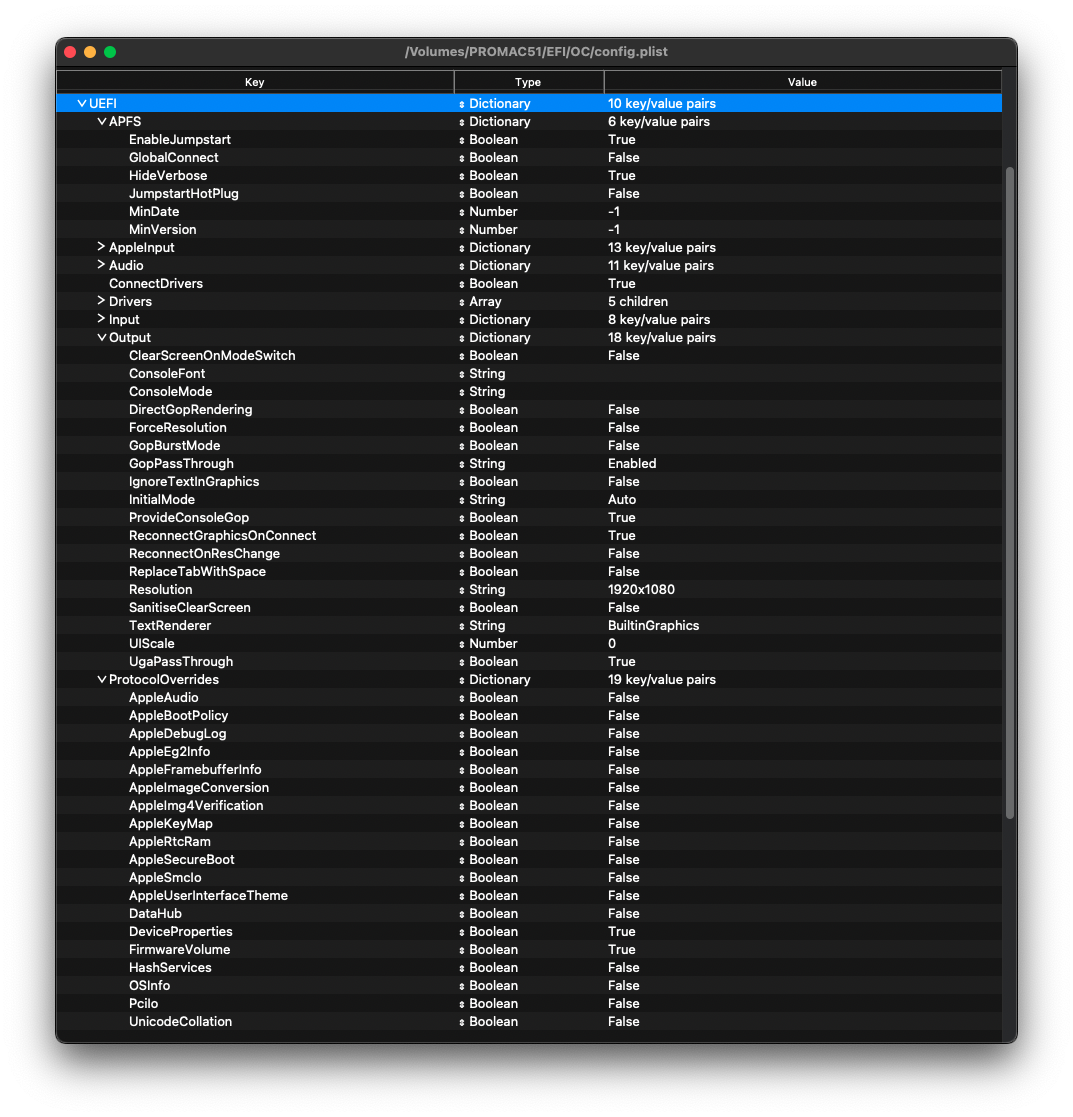 /Volumes/PROMAC51/EFI/OC/config.plist
Key Type Value
UEFI Dictionary 10 key/value pairs
APFS Dictionary 6 key/value pairs
EnableJumpstart Boolean True
GlobalConnect Boolean False
HideVerbose Boolean True
JumpstartHotPlug Boolean False
MinDate Number -1
MinVersion Number -1
AppleInput Dictionary 13 key/value pairs
Audio Dictionary 11 key/value pairs
ConnectDrivers Boolean True
Drivers Array 5 children
Input Dictionary 8 key/value pairs
Output Dictionary 18 key/value pairs
ClearScreenOnModeSwitch Boolean False
ConsoleFont String
ConsoleMode String
DirectGopRendering Boolean False
ForceResolution Boolean False
GopBurstMode Boolean False
GopPassThrough String Enabled
IgnoreTextInGraphics Boolean False
InitialMode String Auto
ProvideConsoleGop Boolean True
ReconnectGraphicsOnConnect Boolean True
ReconnectOnResChange Boolean False
ReplaceTabWithSpace Boolean False
Resolution String 1920x1080
SanitiseClearScreen Boolean False
TextRenderer String BuiltinGraphics
UIScale Number 0
UgaPassThrough Boolean True
ProtocolOverrides Dictionary 19 key/value pairs
AppleAudio Boolean False
AppleBootPolicy Boolean False
AppleDebugLog Boolean False
AppleEg2Info Boolean False
AppleFramebufferInfo Boolean False
AppleImageConversion Boolean False
AppleImg4Verification Boolean False
AppleKeyMap Boolean False
AppleRtcRam Boolean False
AppleSecureBoot Boolean False
AppleSmcIo Boolean False
AppleUserInterfaceTheme Boolean False
DataHub Boolean False
DeviceProperties Boolean True
FirmwareVolume Boolean True
HashServices Boolean False
OSInfo Boolean False
PciIo Boolean False
UnicodeCollation Boolean False